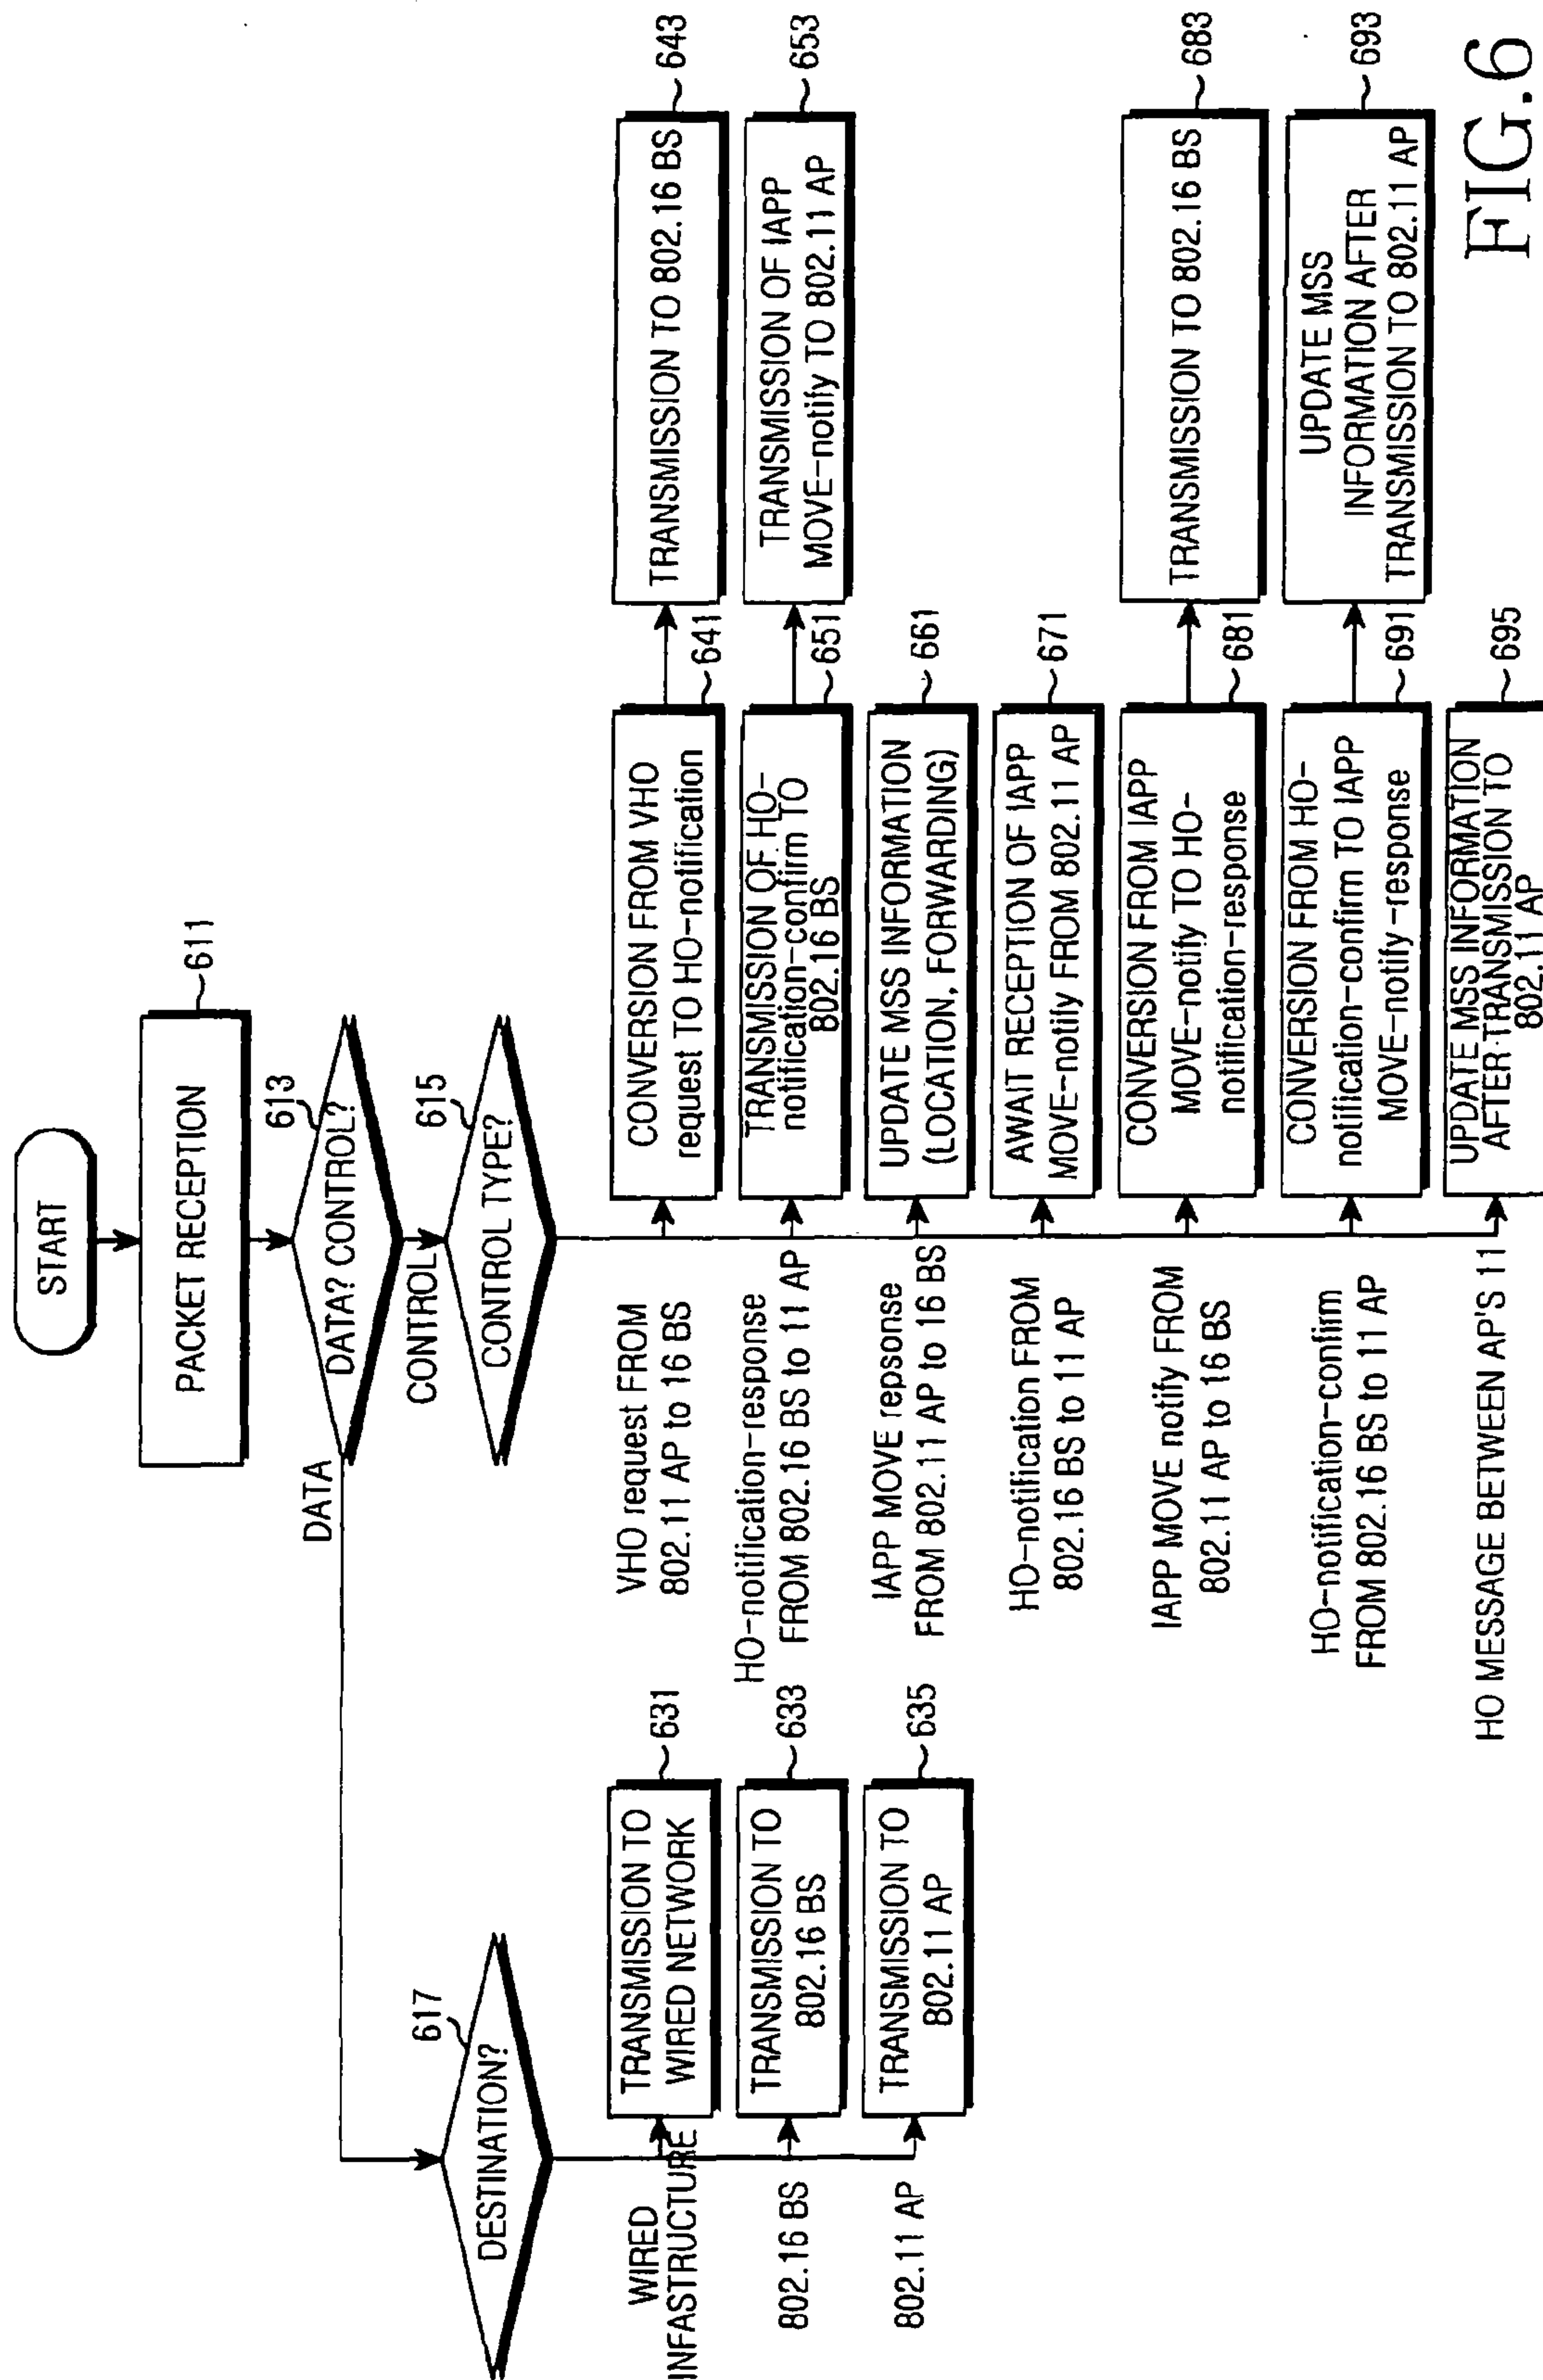 START
PACKET RECEPTION
611
DATA? CONTROL?
613
DATA
CONTROL
CONTROL TYPE?
615
DESTINATION?
617
WIRED
INFASTRUCTURE
TRANSMISSION TO
WIRED NETWORK
631
802.16 BS
TRANSMISSION TO
802.16 BS
633
802.11 AP
TRANSMISSION TO
802.11 AP
635
VHO request FROM
802.11 AP to 16 BS
CONVERSION FROM VHO
request TO HO-notification
641
TRANSMISSION TO 802.16 BS
643
HO-notification-response
FROM 802.16 BS to 11 AP
TRANSMISSION OF HO-
notification-confirm TO
802.16 BS
651
TRANSMISSION OF IAPP
MOVE-notify TO 802.11 AP
653
IAPP MOVE repsonse
FROM 802.11 AP to 16 BS
UPDATE MSS INFORMATION
(LOCATION, FORWARDING)
661
HO-notification FROM
802.16 BS to 11 AP
AWAIT RECEPTION OF IAPP
MOVE-notify FROM 802.11 AP
671
IAPP MOVE notify FROM
802.11 AP to 16 BS
CONVERSION FROM IAPP
MOVE-notify TO HO-
notification-response
681
TRANSMISSION TO 802.16 BS
683
HO-notification-confirm
FROM 802.16 BS to 11 AP
CONVERSION FROM HO-
notification-confirm TO IAPP
MOVE-notify-response
691
UPDATE MSS
INFORMATION AFTER
TRANSMISSION TO 802.11 AP
693
HO MESSAGE BETWEEN AP'S 11
UPDATE MSS INFORMATION
AFTER TRANSMISSION TO
802.11 AP
695
FIG.6